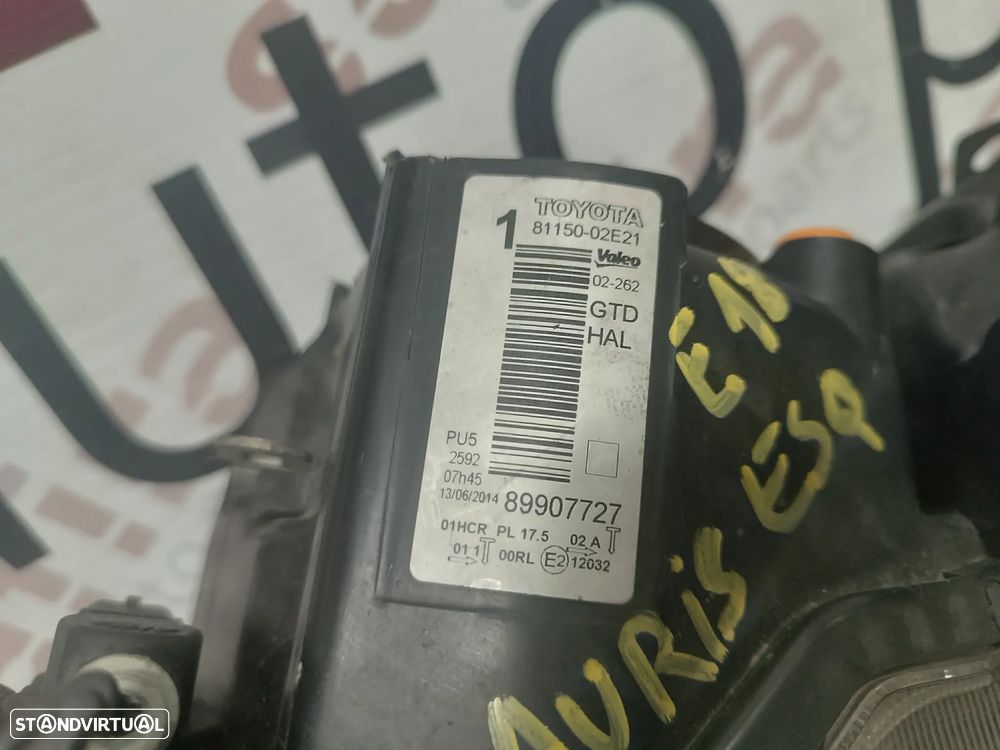 1
TOYOTA
81150-02E21
Valeo
02-262
GTD
HAL
PU5
2592
07h45
13/06/2014 89907727
01HCR PL 17.5 02 A
01 1 00RL E2 12032
E18
AURIS ESQ
STANDVIRTUAL